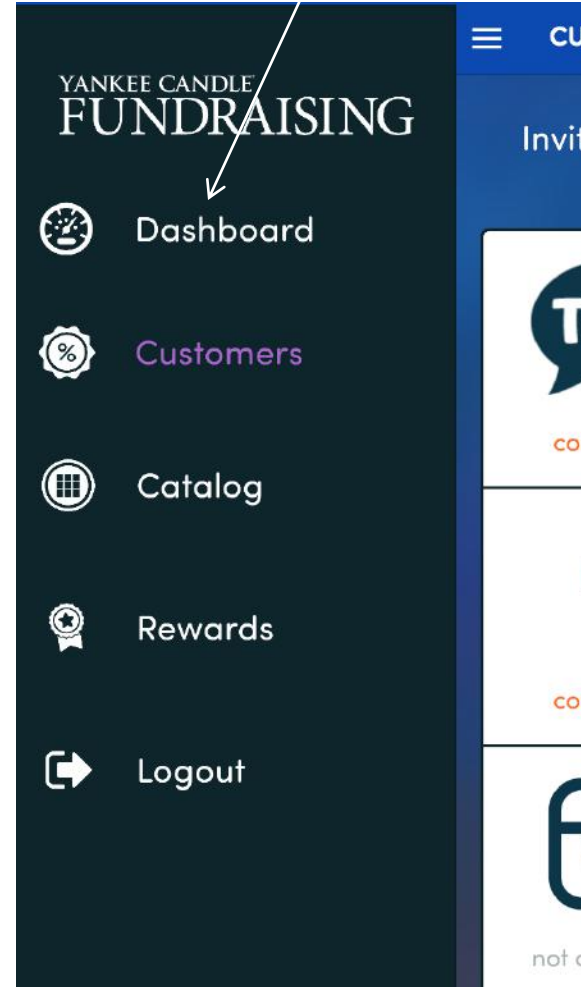 YANKEE CANDLE
FUNDRAISING
Dashboard
Customers
%
Catalog
Rewards
Logout